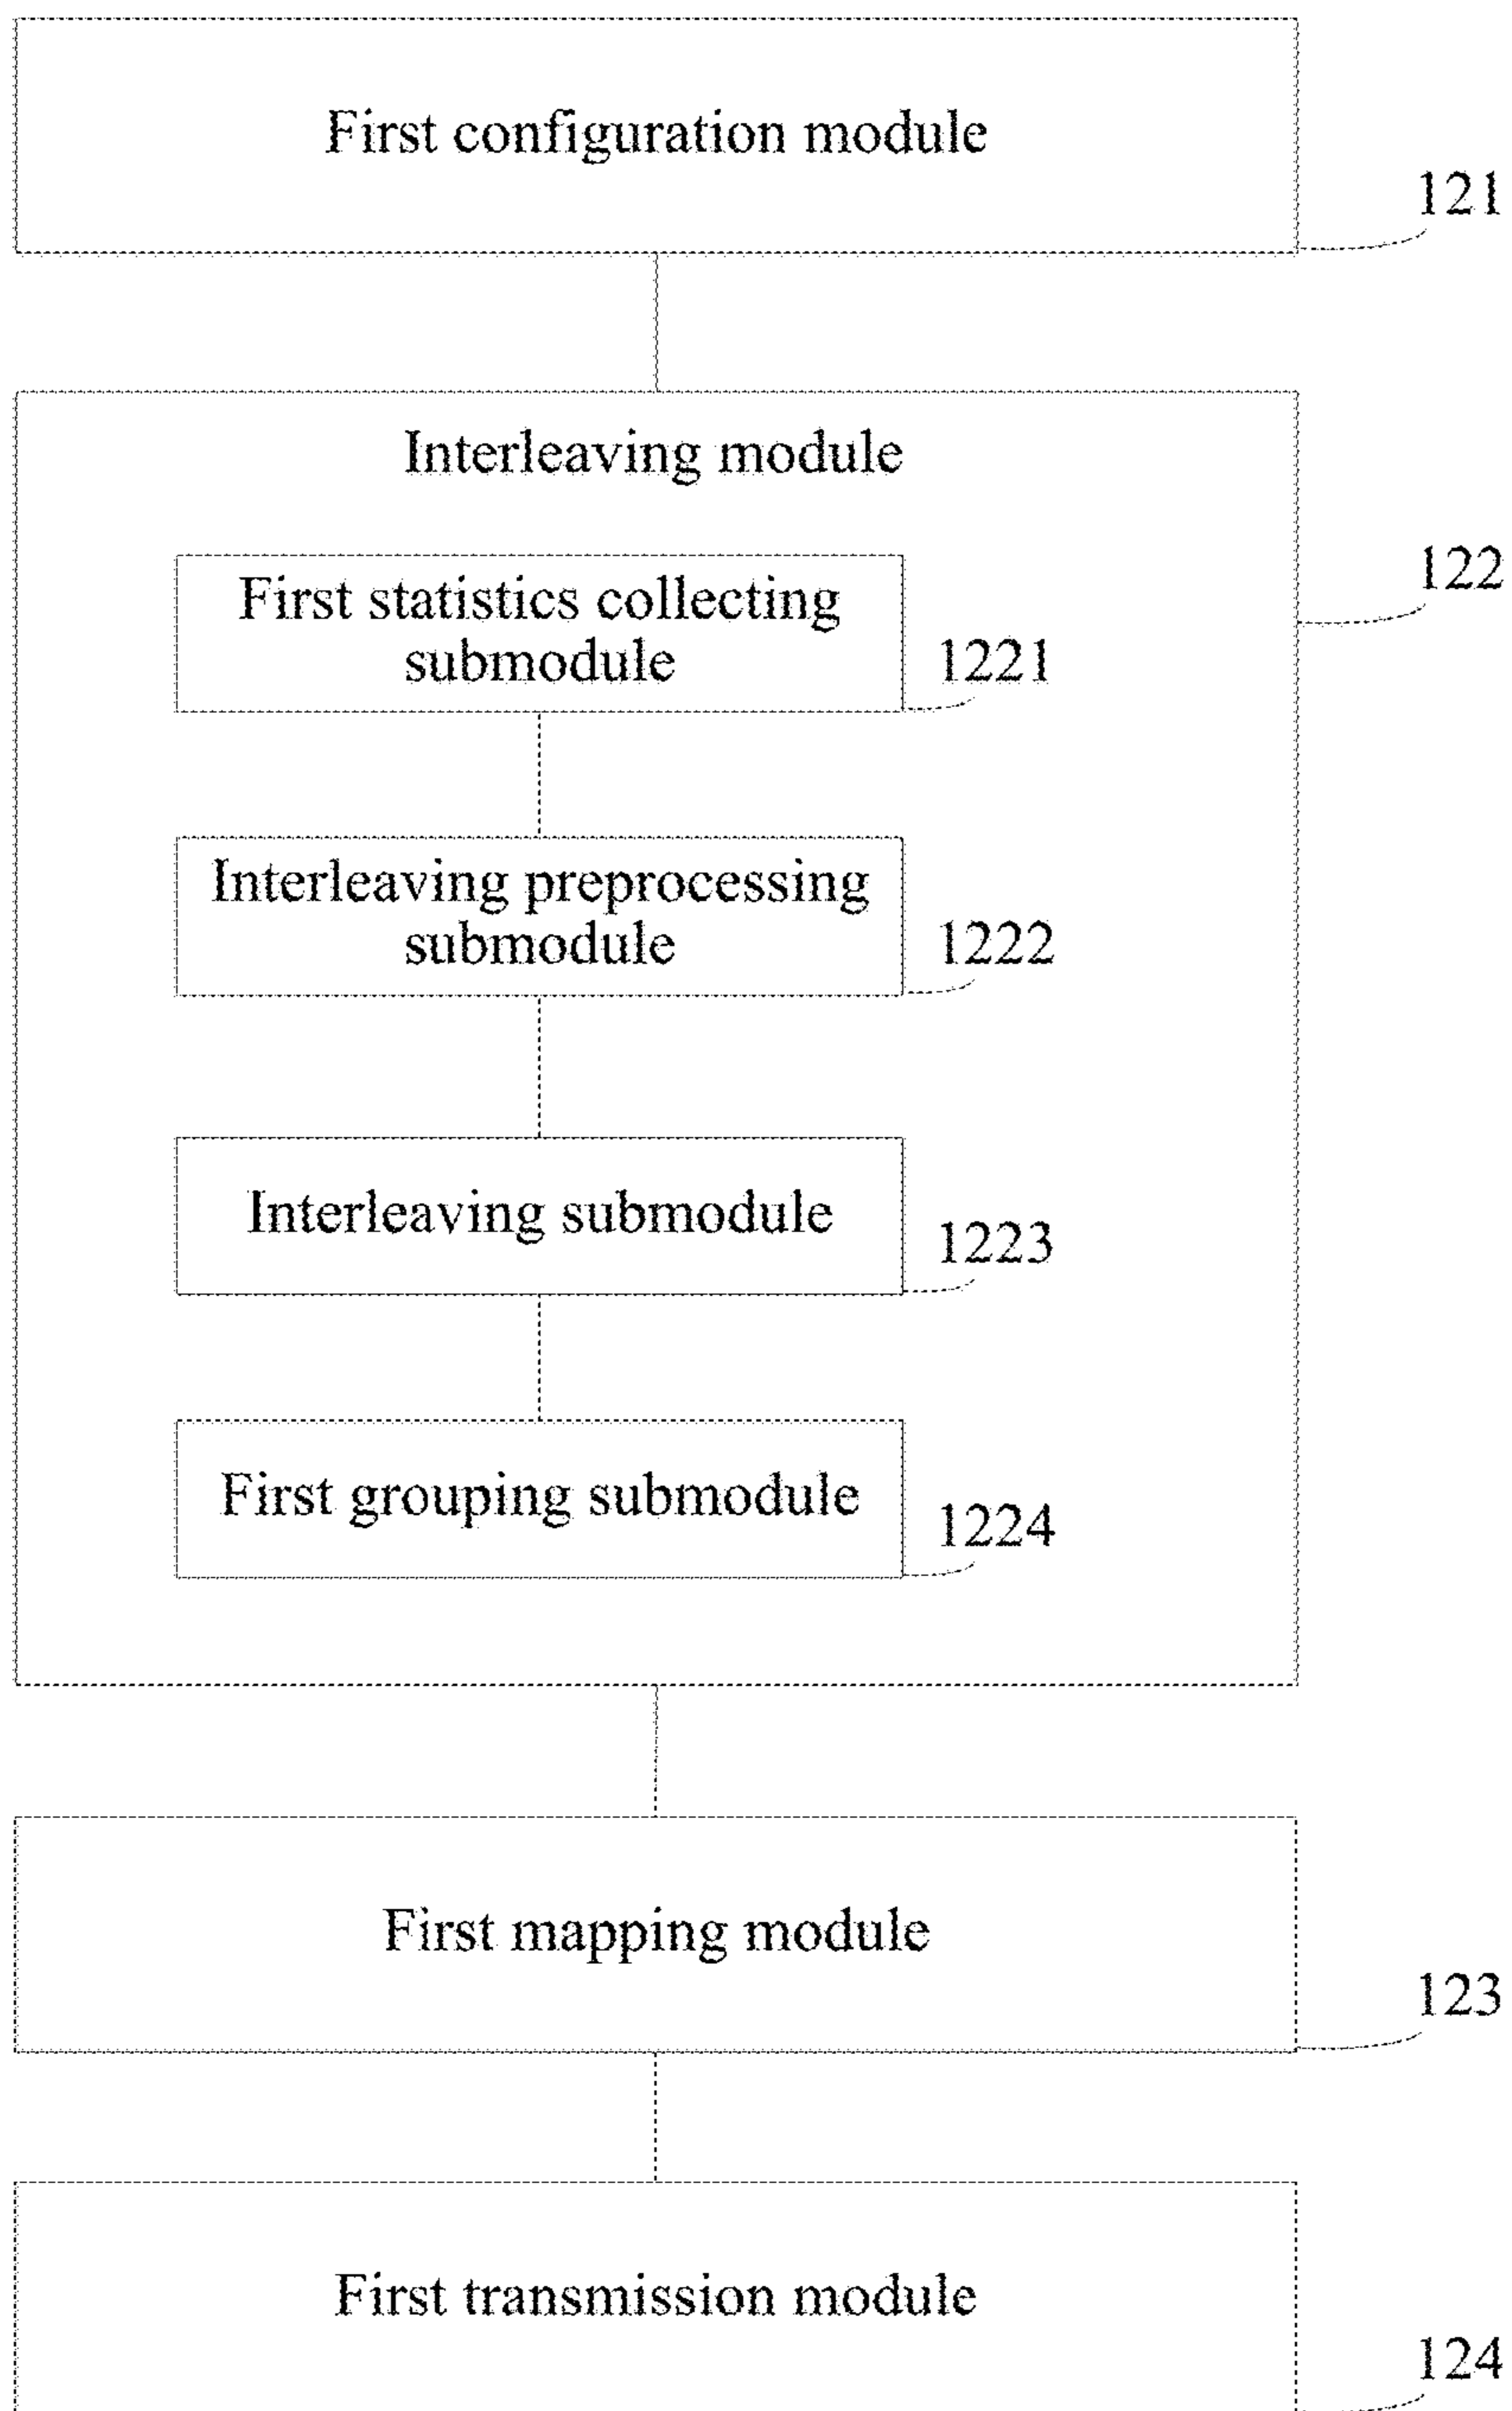 First configuration module
121
Interleaving module
122
First statistics collecting
submodule
1221
Interleaving preprocessing
submodule
1222
Interleaving submodule
1223
First grouping submodule
1224
First mapping module
123
First transmission module
124